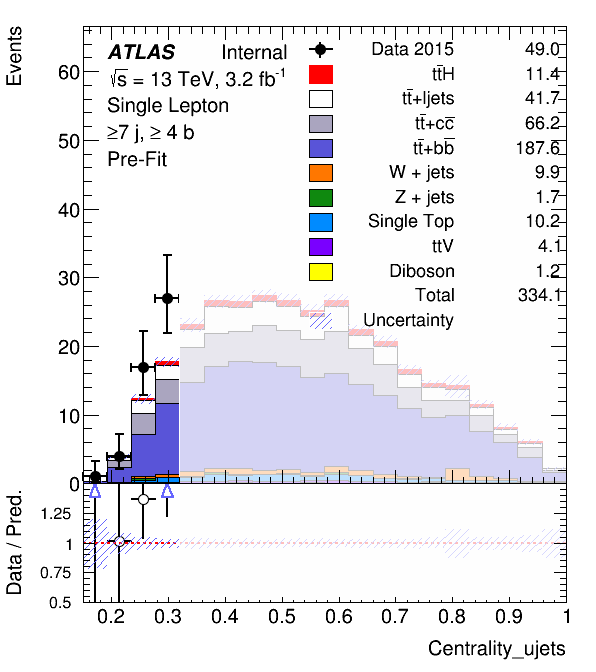 Events
ATLAS Internal
√s = 13 TeV, 3.2 fb⁻¹
Single Lepton
≥7 j, ≥ 4 b
Pre-Fit
Data 2015 49.0
tt̄H 11.4
tt̄+ljets 41.7
tt̄+cc̄ 66.2
tt̄+bb̄ 187.6
W + jets 9.9
Z + jets 1.7
Single Top 10.2
ttV 4.1
Diboson 1.2
Total 334.1
Uncertainty
60
50
40
30
20
10
0
Data / Pred.
1.25
1
0.75
0.5
0.2 0.3 0.4 0.5 0.6 0.7 0.8 0.9 1
Centrality_ujets